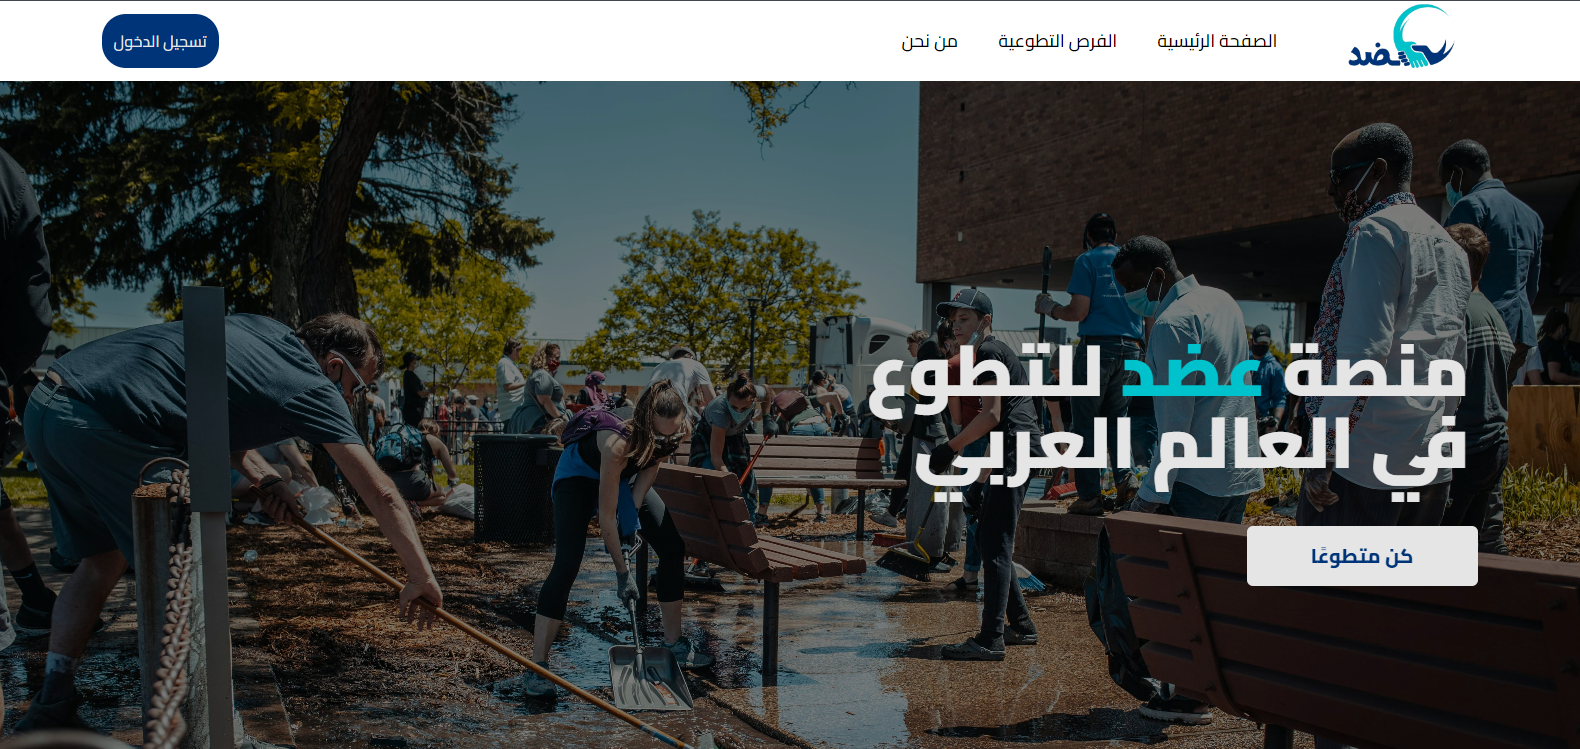 عضد
الصفحة الرئيسية
الفرص التطوعية
من نحن
تسجيل الدخول
منصة عضد للتطوع
في العالم العربي
كن متطوعًا